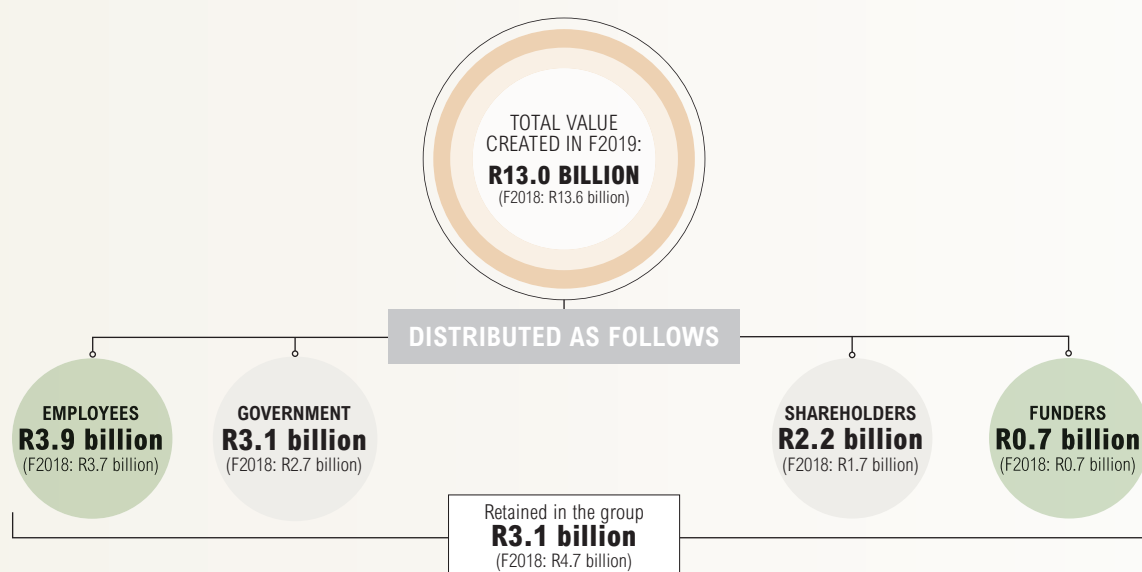 TOTAL VALUE
CREATED IN F2019:
R13.0 BILLION
(F2018: R13.6 billion)
DISTRIBUTED AS FOLLOWS
EMPLOYEES
R3.9 billion
(F2018: R3.7 billion)
GOVERNMENT
R3.1 billion
(F2018: R2.7 billion)
SHAREHOLDERS
R2.2 billion
(F2018: R1.7 billion)
FUNDERS
R0.7 billion
(F2018: R0.7 billion)
Retained in the group
R3.1 billion
(F2018: R4.7 billion)